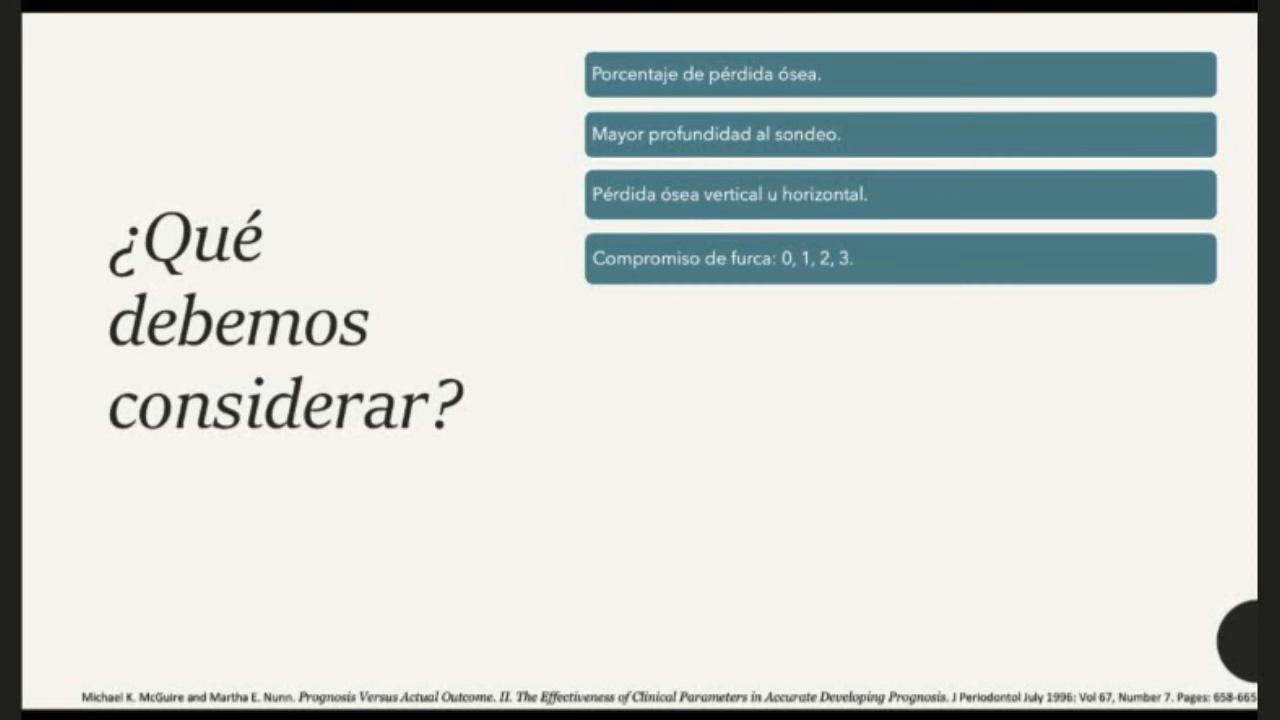 ¿Qué
debemos
considerar?
Porcentaje de pérdida ósea.
Mayor profundidad al sondeo.
Pérdida ósea vertical u horizontal.
Compromiso de furca: 0, 1, 2, 3.
Michael K. McGuire and Martha E. Nunn. Prognosis Versus Actual Outcome. II. The Effectiveness of Clinical Parameters in Accurate Developing Prognosis. J Periodontol July 1996: Vol 67, Number 7. Pages: 658-665